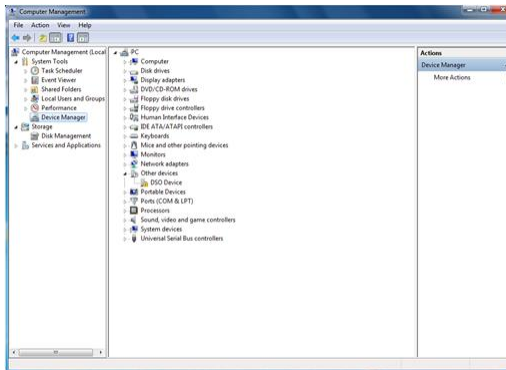 Computer Management
File Action View Help
Computer Management (Local
System Tools
Task Scheduler
Event Viewer
Shared Folders
Local Users and Groups
Performance
Device Manager
Storage
Disk Management
Services and Applications
PC
Computer
Disk drives
Display adapters
DVD/CD-ROM drives
Floppy disk drives
Floppy drive controllers
Human Interface Devices
IDE ATA/ATAPI controllers
Keyboards
Mice and other pointing devices
Monitors
Network adapters
Other devices
DSO Device
Portable Devices
Ports (COM & LPT)
Processors
Sound, video and game controllers
System devices
Universal Serial Bus controllers
Actions
Device Manager
More Actions